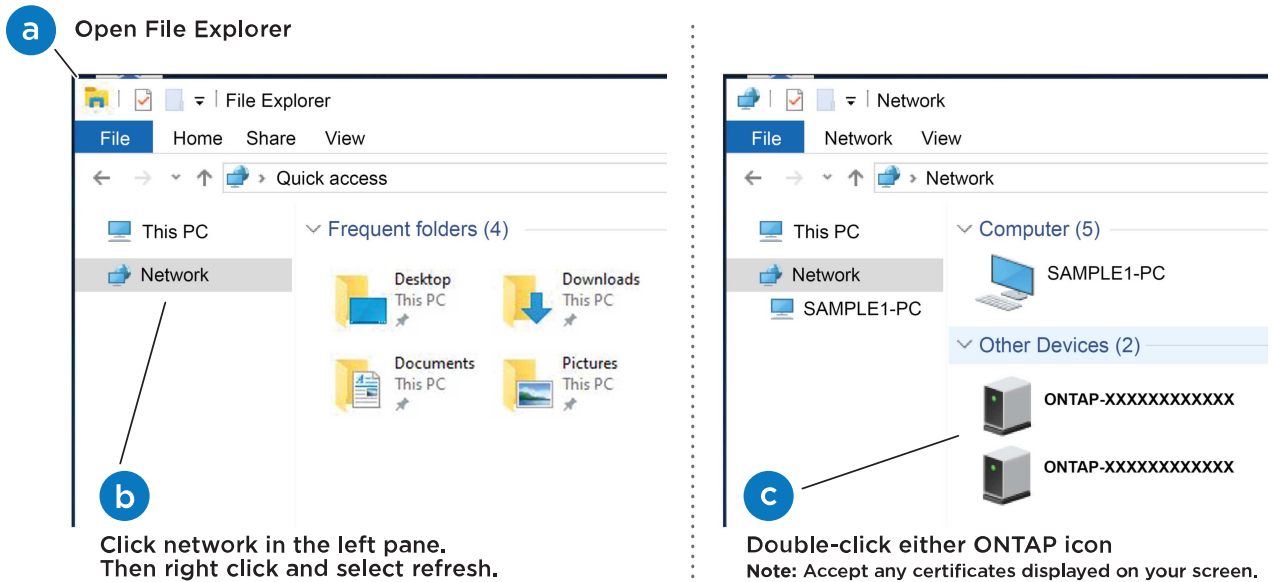 a
Open File Explorer
File Explorer
File Home Share View
Quick access
This PC
Network
Frequent folders (4)
Desktop
This PC
Downloads
This PC
Documents
This PC
Pictures
This PC
b
Click network in the left pane.
Then right click and select refresh.
Network
File Network View
Network
This PC
Network
SAMPLE1-PC
Computer (5)
SAMPLE1-PC
Other Devices (2)
ONTAP-XXXXXXXXXXXX
ONTAP-XXXXXXXXXXXX
c
Double-click either ONTAP icon
Note: Accept any certificates displayed on your screen.